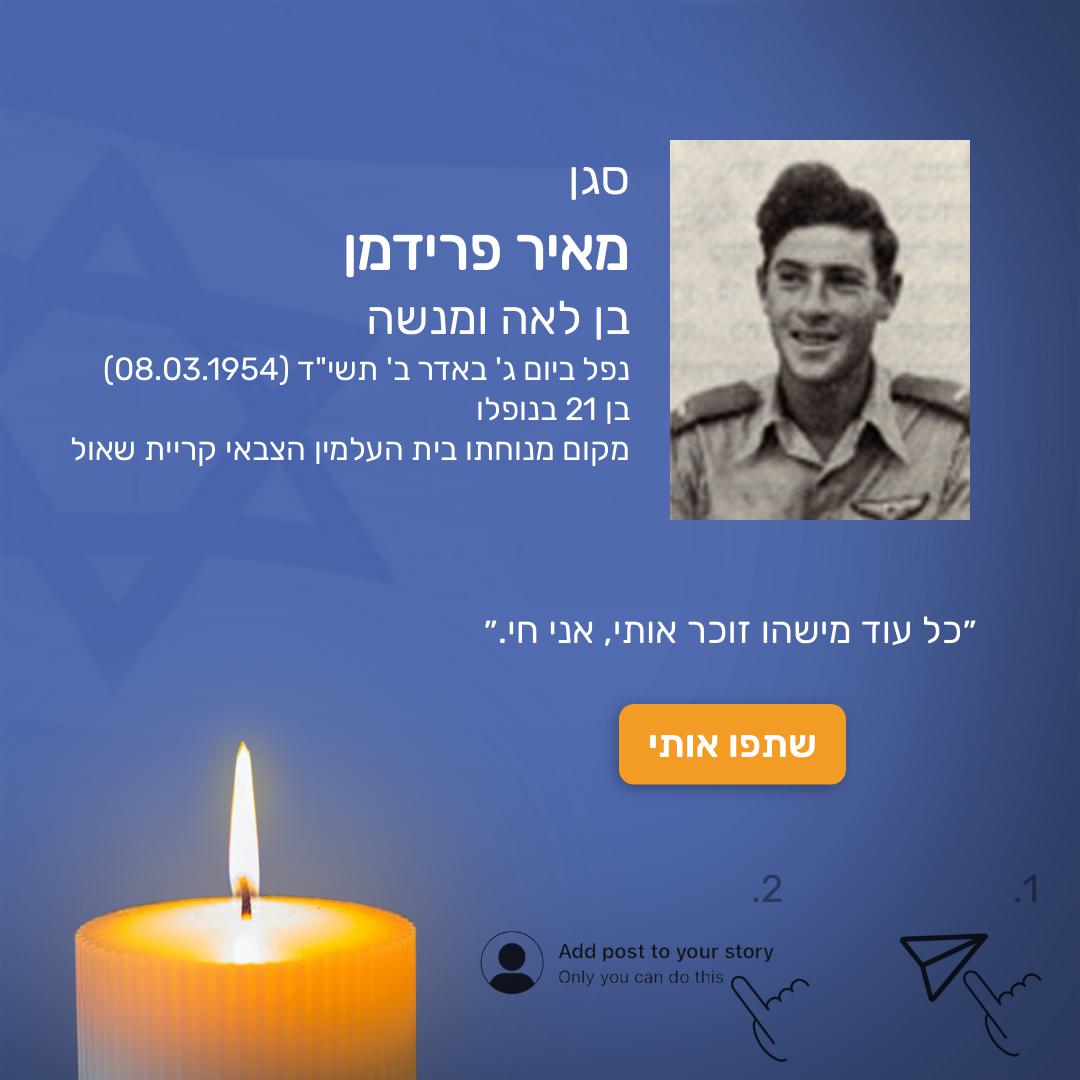 סגן
מאיר פרידמן
בן לאה ומנשה
נפל ביום ג' באדר ב' תשי"ד (08.03.1954)
בן 21 בנופלו
מקום מנוחתו בית העלמין הצבאי קריית שאול
״כל עוד מישהו זוכר אותי, אני חי.״
שתפו אותי
.1
.2
Add post to your story
Only you can do this